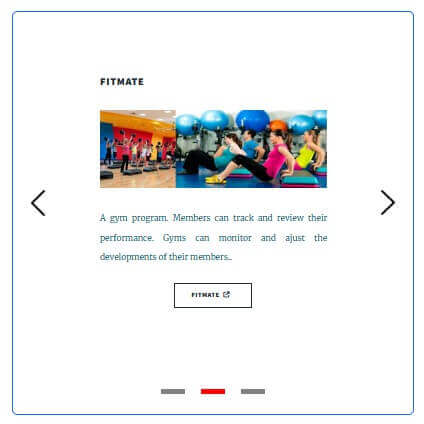 FITMATE
A gym program. Members can track and review their
performance. Gyms can monitor and ajust the
developments of their members..
FITMATE